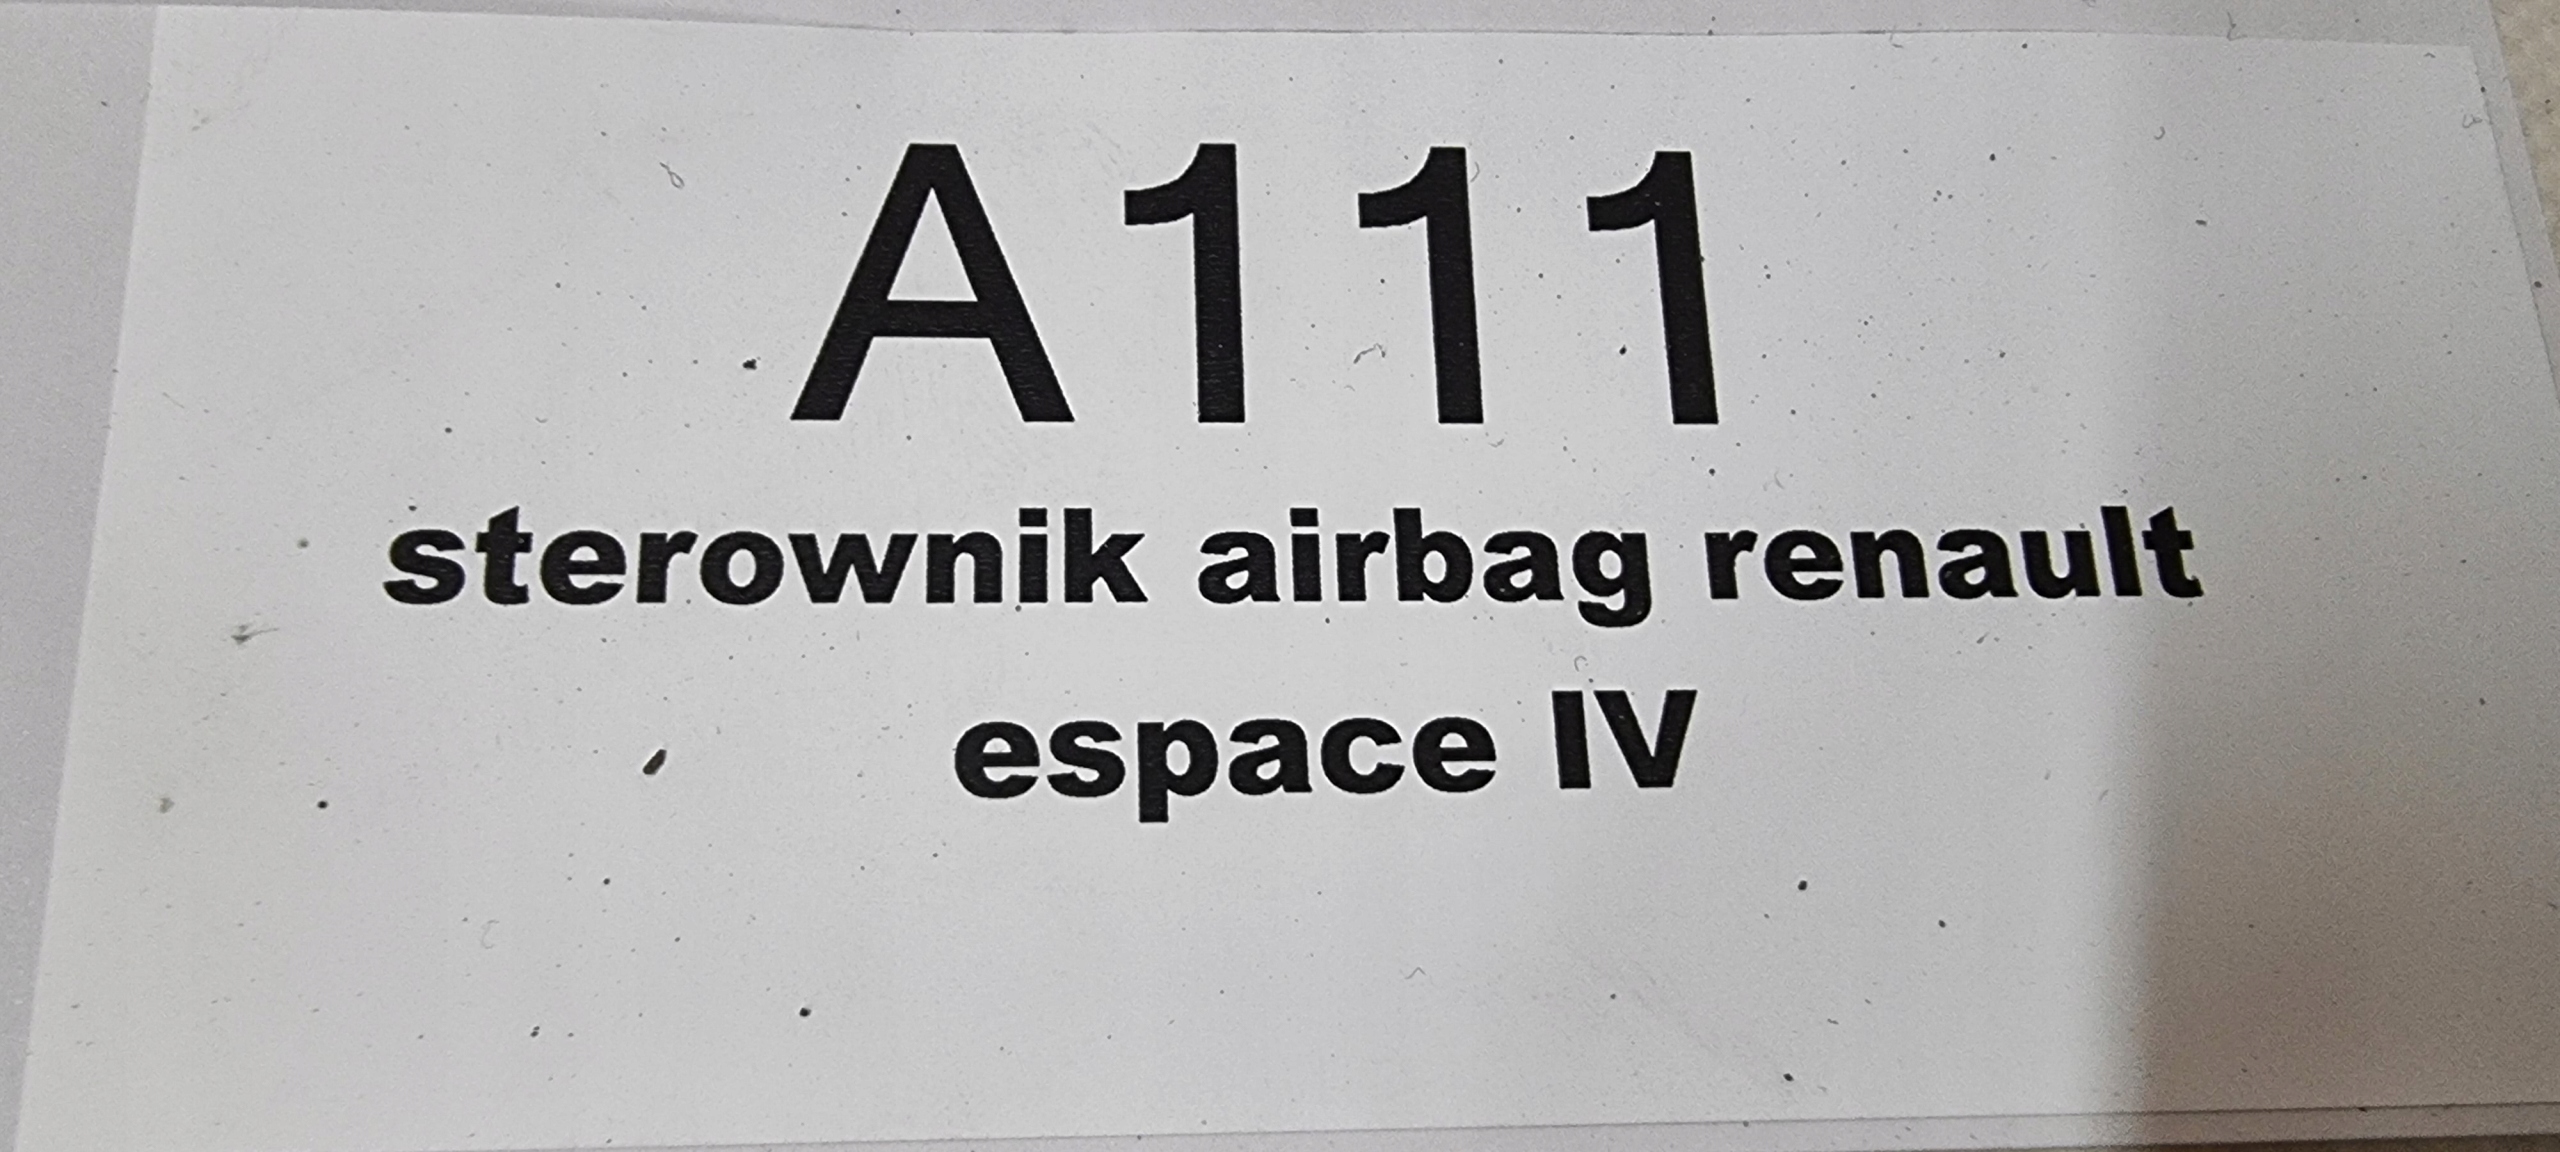 A111
sterownik airbag renault
espace IV